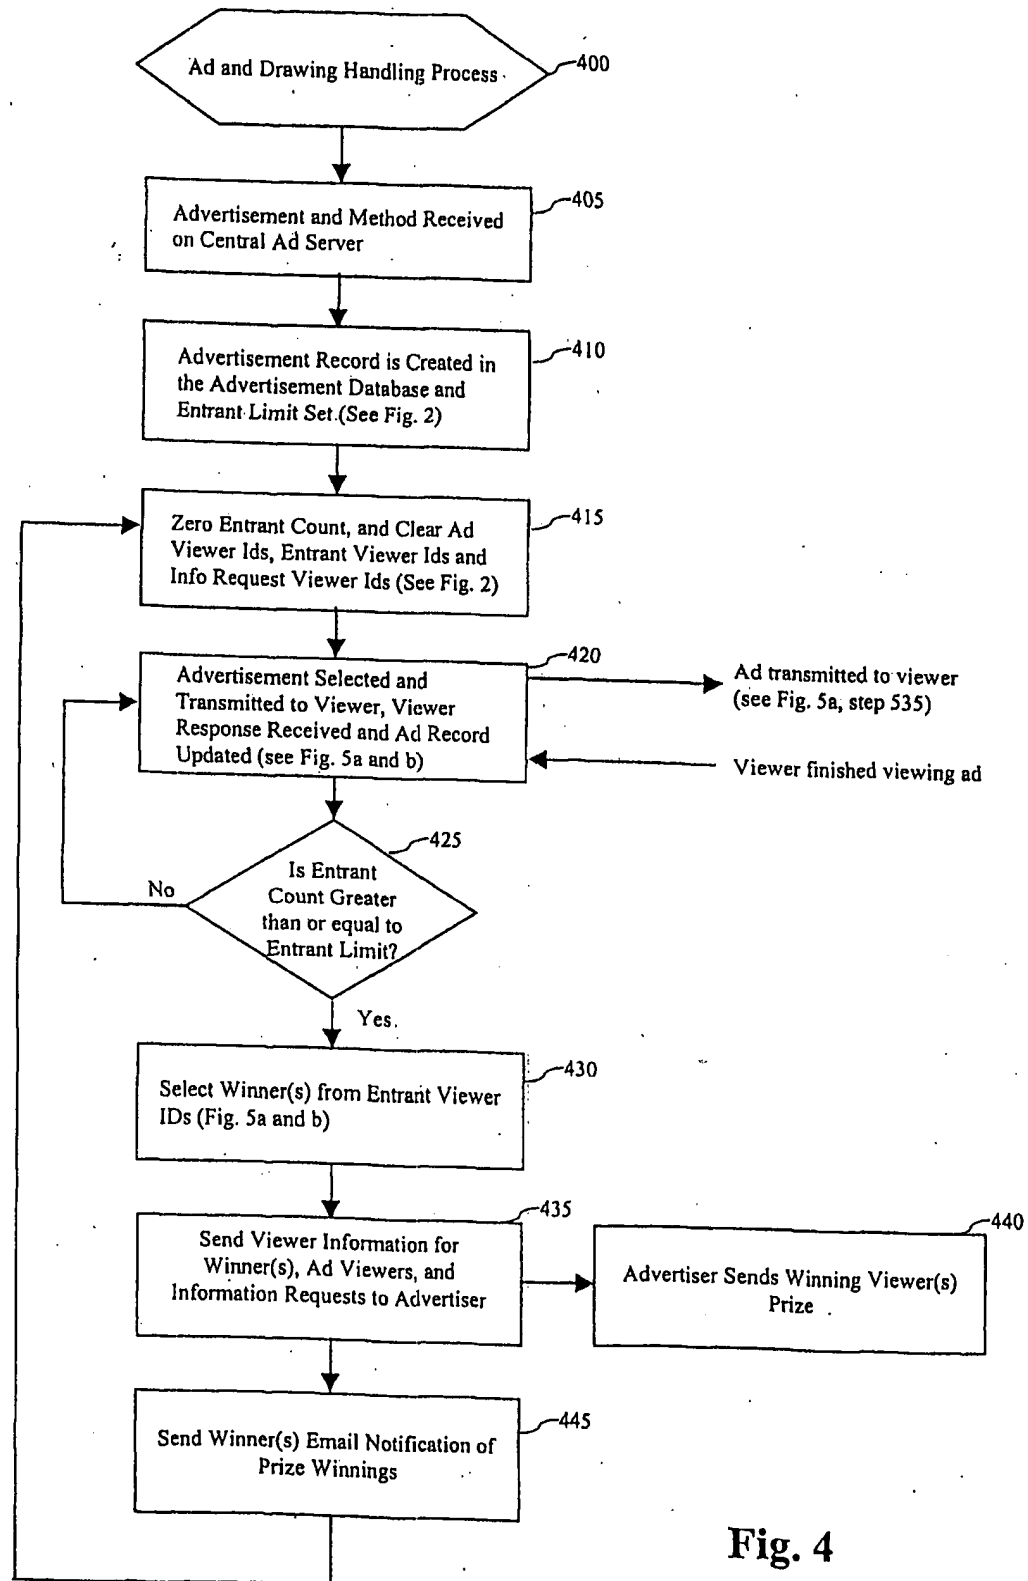 Ad and Drawing Handling Process
400
Advertisement and Method Received
on Central Ad Server
405
Advertisement Record is Created in
the Advertisement Database and
Entrant Limit Set.(See Fig. 2)
410
Zero Entrant Count, and Clear Ad
Viewer Ids, Entrant Viewer Ids and
Info Request Viewer Ids (See Fig. 2)
415
Advertisement Selected and
Transmitted to Viewer, Viewer
Response Received and Ad Record
Updated (see Fig. 5a and b)
420
Ad transmitted to viewer
(see Fig. 5a, step 535)
Viewer finished viewing ad
425
Is Entrant
Count Greater
than or equal to
Entrant Limit?
No
Yes.
Select Winner(s) from Entrant Viewer
IDs (Fig. 5a and b)
430
Send Viewer Information for
Winner(s), Ad Viewers, and
Information Requests to Advertiser
435
Advertiser Sends Winning Viewer(s)
Prize
440
Send Winner(s) Email Notification of
Prize Winnings
445
Fig. 4